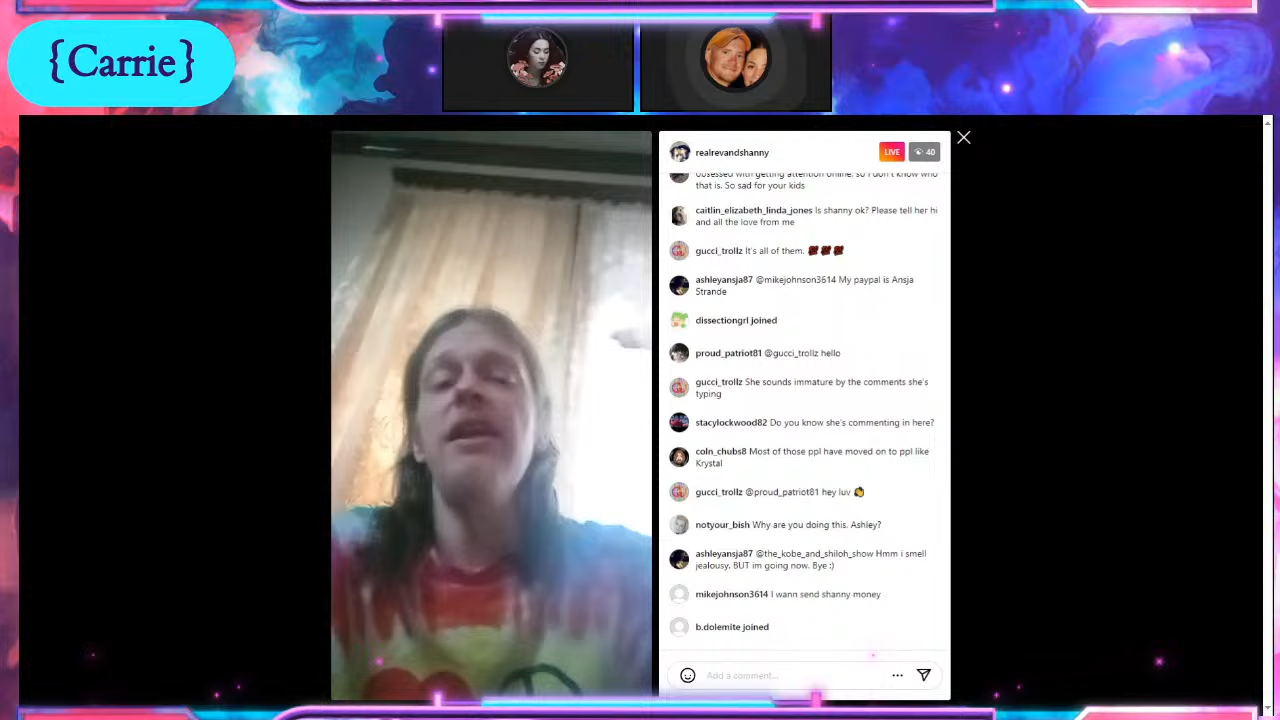 {Carrie}
realrevandshanny
LIVE
40
obsessed with getting attention online, so I don't know who
that is. So sad for your kids
caitlin_elizabeth_linda_jones Is shanny ok? Please tell her hi
and all the love from me
gucci_trollz It's all of them.
ashleyansja87 @mikejohnson3614 My paypal is Ansja
Strande
dissectiongrl joined
proud_patriot81 @gucci_trollz hello
gucci_trollz She sounds immature by the comments she's
typing
stacylockwood82 Do you know she's commenting in here?
coln_chubs8 Most of those ppl have moved on to ppl like
Krystal
gucci_trollz @proud_patriot81 hey luv
notyour_bish Why are you doing this. Ashley?
ashleyansja87 @the_kobe_and_shiloh_show Hmm i smell
jealousy. BUT im going now. Bye :)
mikejohnson3614 I wann send shanny money
b.dolemite joined
Add a comment...